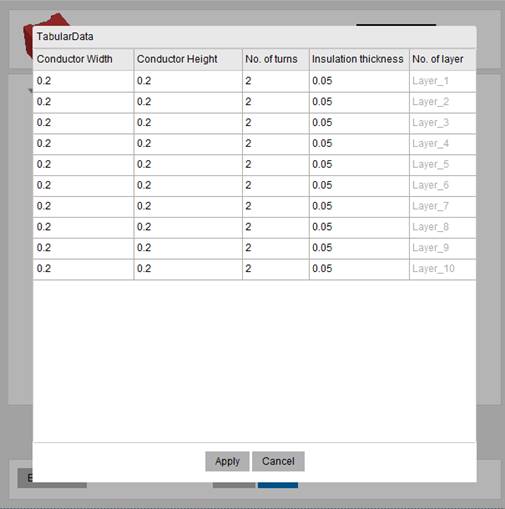 TabularData
Conductor Width Conductor Height No. of turns Insulation thickness No. of layer
0.2 0.2 2 0.05 Layer_1
0.2 0.2 2 0.05 Layer_2
0.2 0.2 2 0.05 Layer_3
0.2 0.2 2 0.05 Layer_4
0.2 0.2 2 0.05 Layer_5
0.2 0.2 2 0.05 Layer_6
0.2 0.2 2 0.05 Layer_7
0.2 0.2 2 0.05 Layer_8
0.2 0.2 2 0.05 Layer_9
0.2 0.2 2 0.05 Layer_10
Apply Cancel